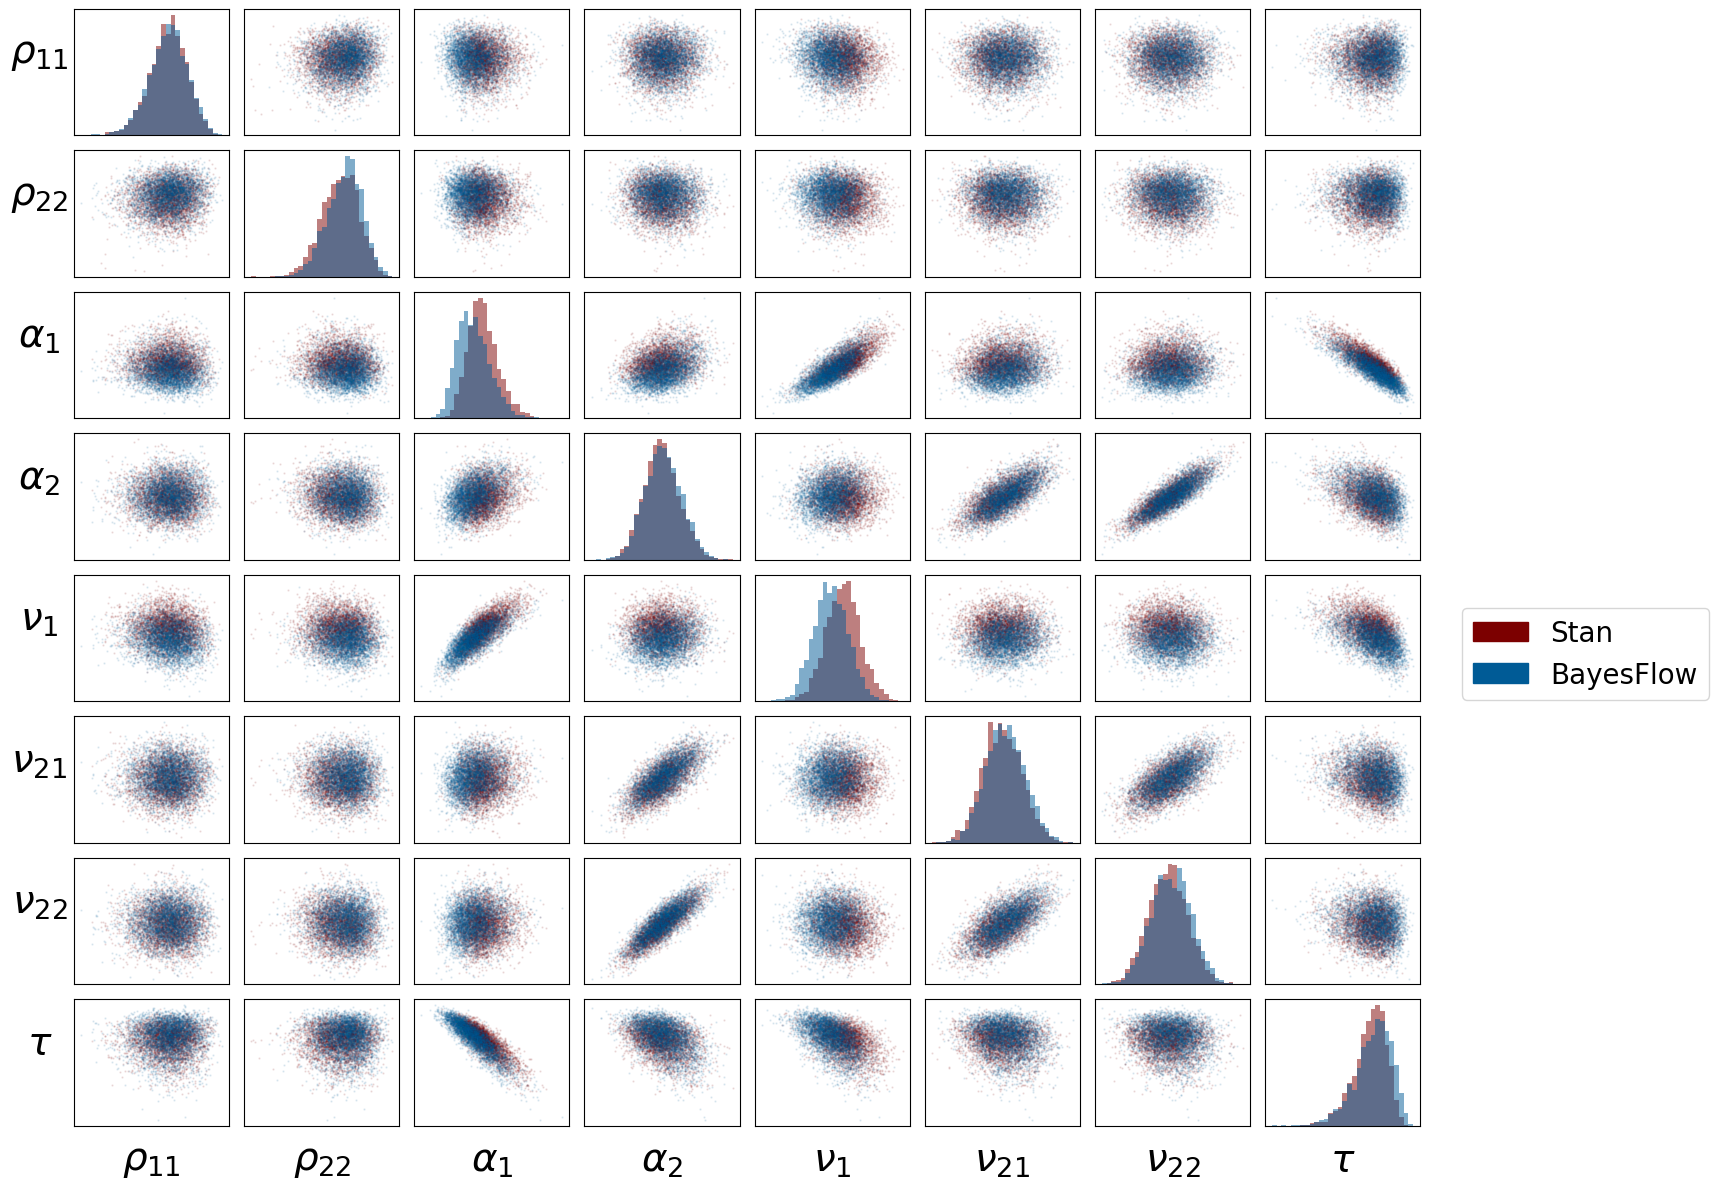 ρ₁₁
ρ₂₂
α₁
α₂
ν₁
ν₂₁
ν₂₂
τ
Stan
BayesFlow
ρ₁₁ ρ₂₂ α₁ α₂ ν₁ ν₂₁ ν₂₂ τ